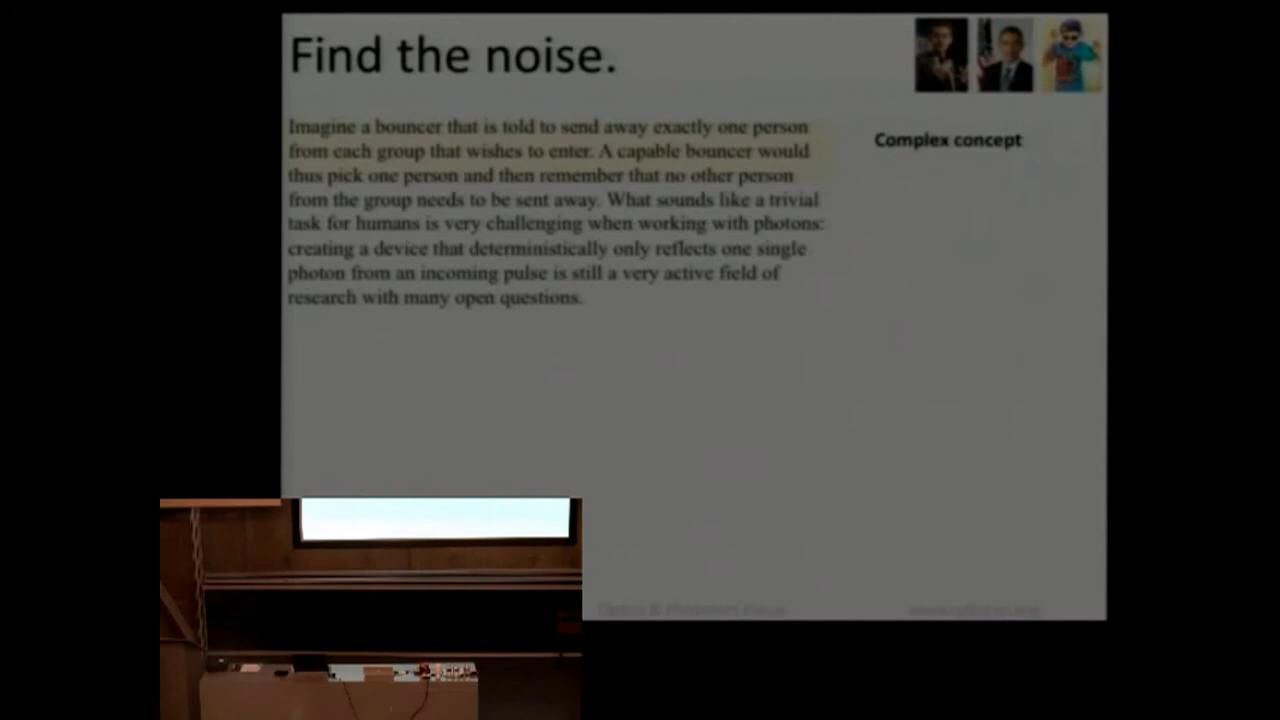 Find the noise.
Imagine a bouncer that is told to send away exactly one person
from each group that wishes to enter. A capable bouncer would
thus pick one person and then remember that no other person
from the group needs to be sent away. What sounds like a trivial
task for humans is very challenging when working with photons:
creating a device that deterministically only reflects one single
photon from an incoming pulse is still a very active field of
research with many open questions.
Complex concept